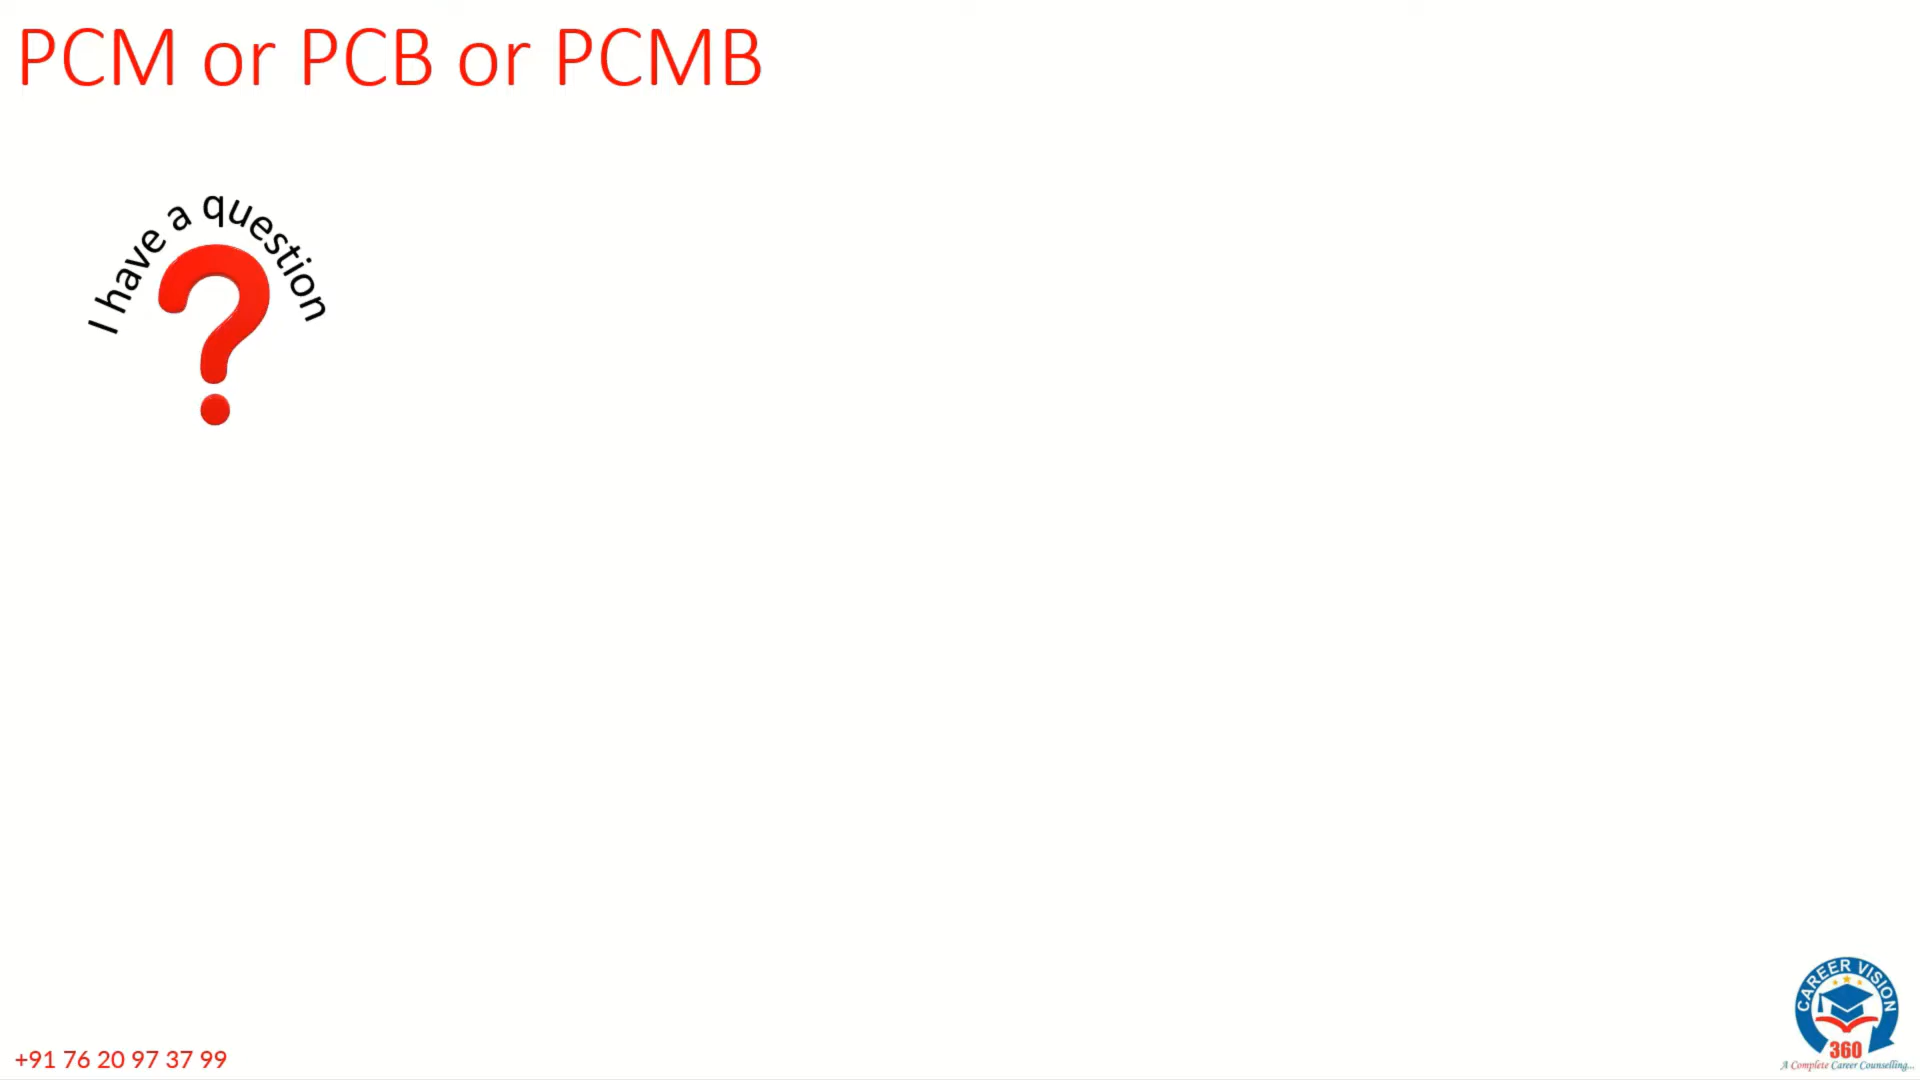 PCM or PCB or PCMB
I have a question
?
CAREER VISION
360
A Complete Career Counselling...
+91 76 20 97 37 99